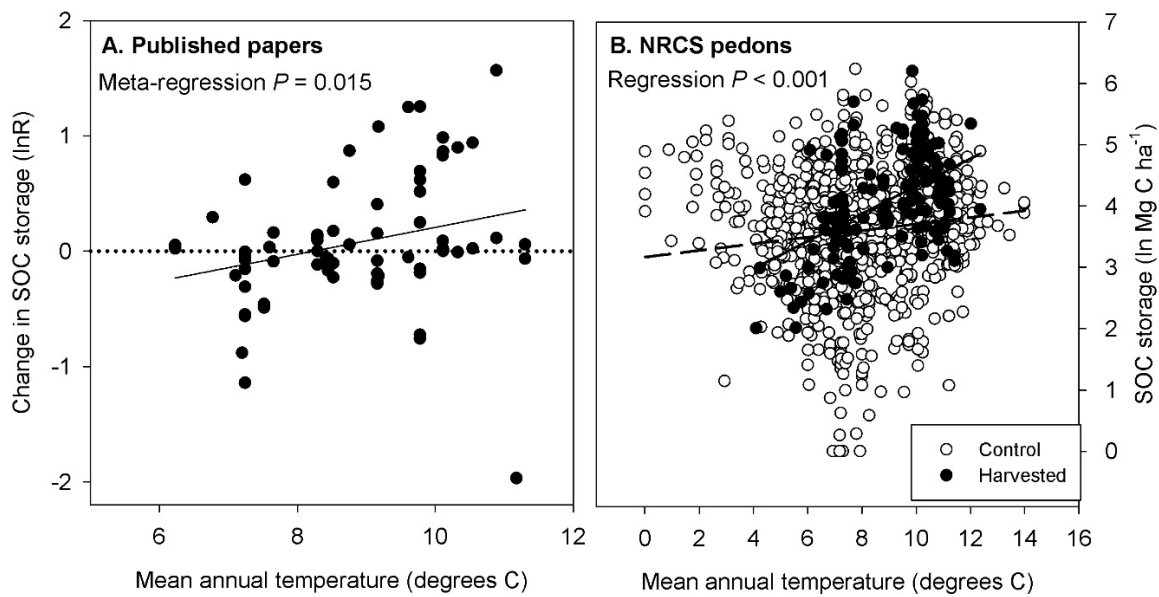 A. Published papers
Meta-regression P = 0.015
2
1
0
-1
-2
Change in SOC storage (lnR)
6
8
10
12
Mean annual temperature (degrees C)
B. NRCS pedons
Regression P < 0.001
7
6
5
4
3
2
1
0
SOC storage (ln Mg C ha⁻¹)
Control
Harvested
0
2
4
6
8
10
12
14
16
Mean annual temperature (degrees C)